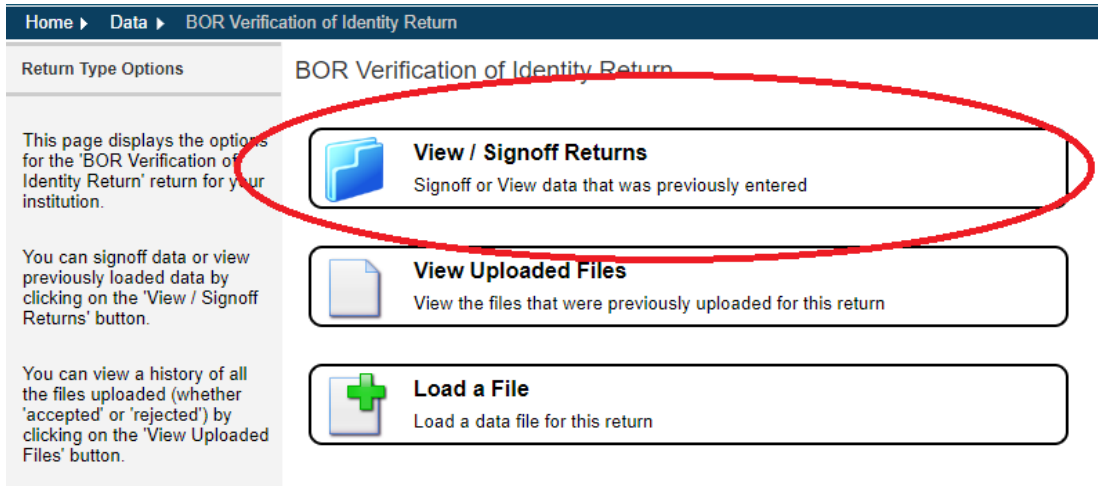 Home ▸ Data ▸ BOR Verification of Identity Return
Return Type Options
This page displays the options
for the 'BOR Verification of
Identity Return' return for your
institution.
You can signoff data or view
previously loaded data by
clicking on the 'View / Signoff
Returns' button.
You can view a history of all
the files uploaded (whether
'accepted' or 'rejected') by
clicking on the 'View Uploaded
Files' button.
BOR Verification of Identity Return
View / Signoff Returns
Signoff or View data that was previously entered
View Uploaded Files
View the files that were previously uploaded for this return
Load a File
Load a data file for this return